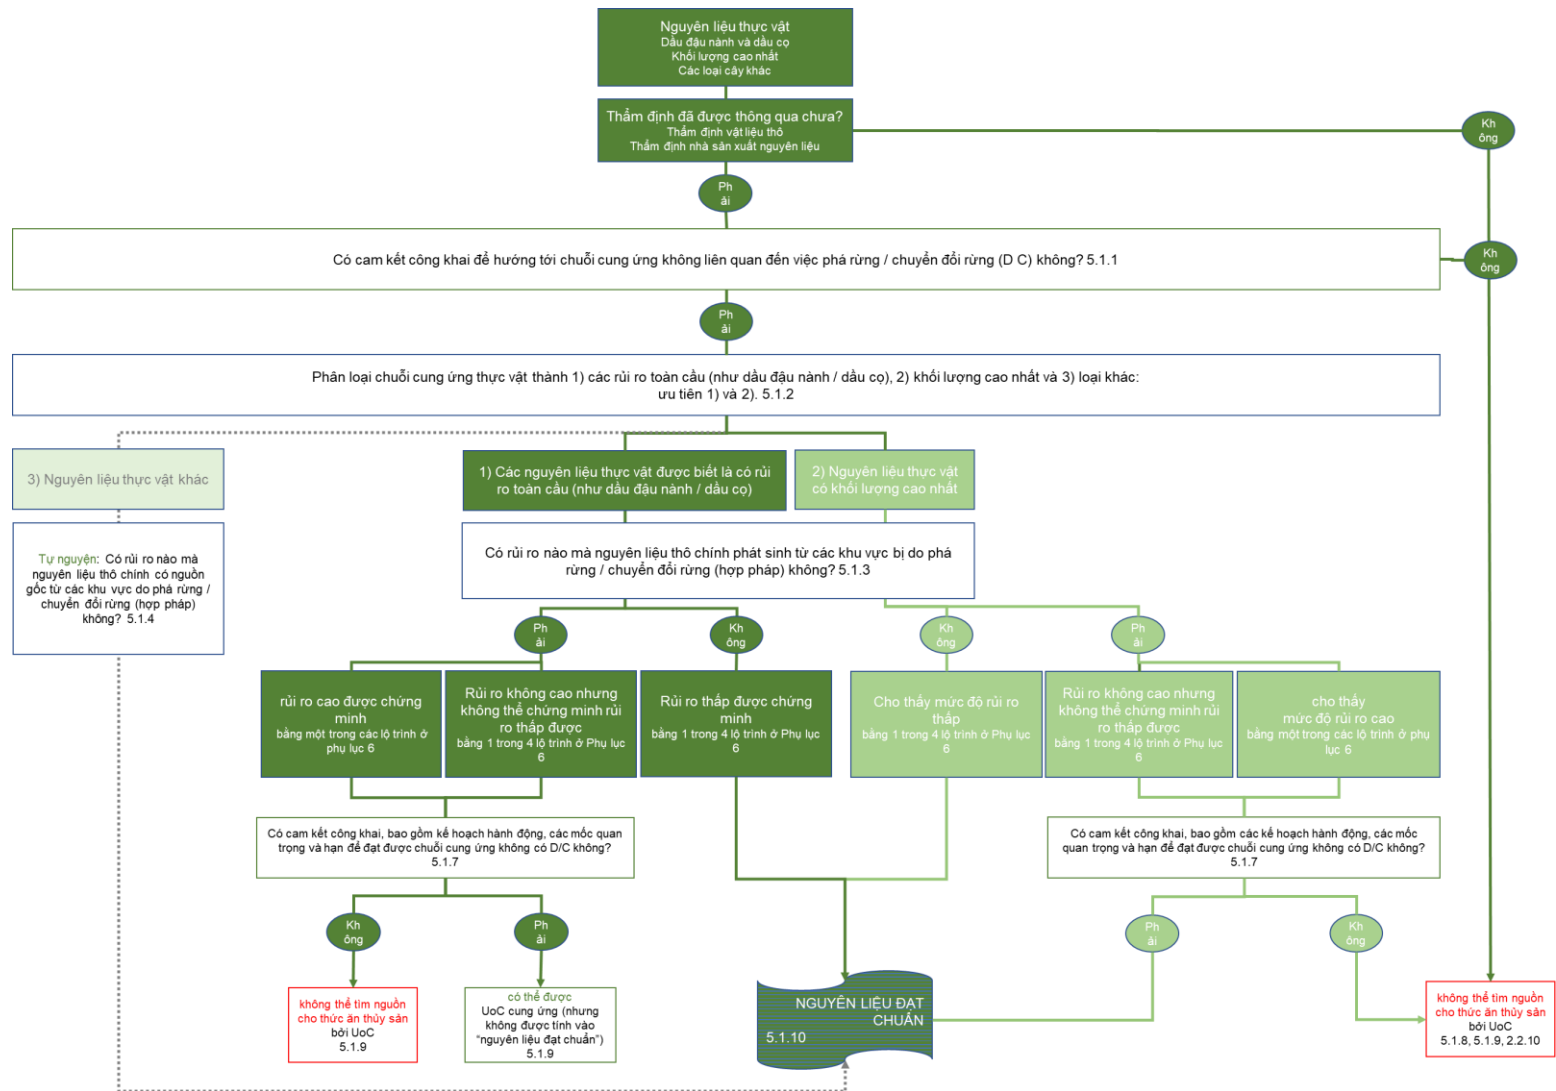 Nguyên liệu thực vật
Dầu đậu nành và dầu cọ
Khối lượng cao nhất
Các loại cây khác
Thẩm định đã được thông qua chưa?
Thẩm định vật liệu thô
Thẩm định nhà sản xuất nguyên liệu
Kh
ông
Ph
ải
Có cam kết công khai để hướng tới chuỗi cung ứng không liên quan đến việc phá rừng / chuyển đổi rừng (D C) không? 5.1.1
Kh
ông
Ph
ải
Phân loại chuỗi cung ứng thực vật thành 1) các rủi ro toàn cầu (như dầu đậu nành / dầu cọ), 2) khối lượng cao nhất và 3) loại khác:
ưu tiên 1) và 2). 5.1.2
3) Nguyên liệu thực vật khác
1) Các nguyên liệu thực vật được biết là có rủi
ro toàn cầu (như dầu đậu nành / dầu cọ)
2) Nguyên liệu thực vật
có khối lượng cao nhất
Tự nguyện: Có rủi ro nào mà
nguyên liệu thô chính có nguồn
gốc từ các khu vực do phá rừng /
chuyển đổi rừng (hợp pháp)
không? 5.1.4
Có rủi ro nào mà nguyên liệu thô chính phát sinh từ các khu vực bị do phá
rừng / chuyển đổi rừng (hợp pháp) không? 5.1.3
Ph
ải
Kh
ông
Kh
ông
Ph
ải
rủi ro cao được chứng
minh
bằng một trong các lộ trình ở
phụ lục 6
Rủi ro không cao nhưng
không thể chứng minh rủi
ro thấp được
bằng 1 trong 4 lộ trình ở Phụ lục
6
Rủi ro thấp được chứng
minh
bằng 1 trong 4 lộ trình ở Phụ lục
6
Cho thấy mức độ rủi ro
thấp
bằng 1 trong 4 lộ trình ở Phụ lục
6
Rủi ro không cao nhưng
không thể chứng minh rủi
ro thấp được
bằng 1 trong 4 lộ trình ở Phụ lục
6
cho thấy
mức độ rủi ro cao
bằng một trong các lộ trình ở phụ
lục 6
Có cam kết công khai, bao gồm kế hoạch hành động, các mốc quan
trọng và hạn để đạt được chuỗi cung ứng không có D/C không?
5.1.7
Có cam kết công khai, bao gồm các kế hoạch hành động, các mốc
quan trọng và hạn để đạt được chuỗi cung ứng không có D/C không?
5.1.7
Kh
ông
Ph
ải
Ph
ải
Kh
ông
không thể tìm nguồn
cho thức ăn thủy sản
bởi UoC
5.1.9
có thể được
UoC cung ứng (nhưng
không được tính vào
“nguyên liệu đạt chuẩn”)
5.1.9
NGUYÊN LIỆU ĐẠT
CHUẨN
5.1.10
không thể tìm nguồn
cho thức ăn thủy sản
bởi UoC
5.1.8, 5.1.9, 2.2.10